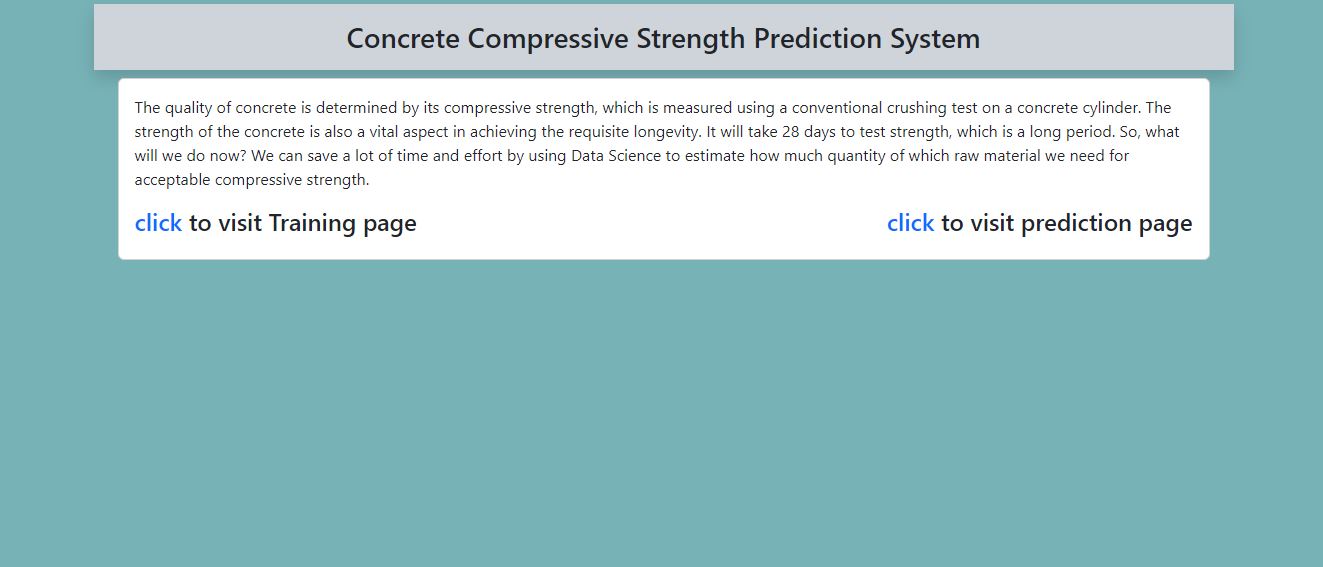 Concrete Compressive Strength Prediction System
The quality of concrete is determined by its compressive strength, which is measured using a conventional crushing test on a concrete cylinder. The
strength of the concrete is also a vital aspect in achieving the requisite longevity. It will take 28 days to test strength, which is a long period. So, what
will we do now? We can save a lot of time and effort by using Data Science to estimate how much quantity of which raw material we need for
acceptable compressive strength.
click to visit Training page
click to visit prediction page